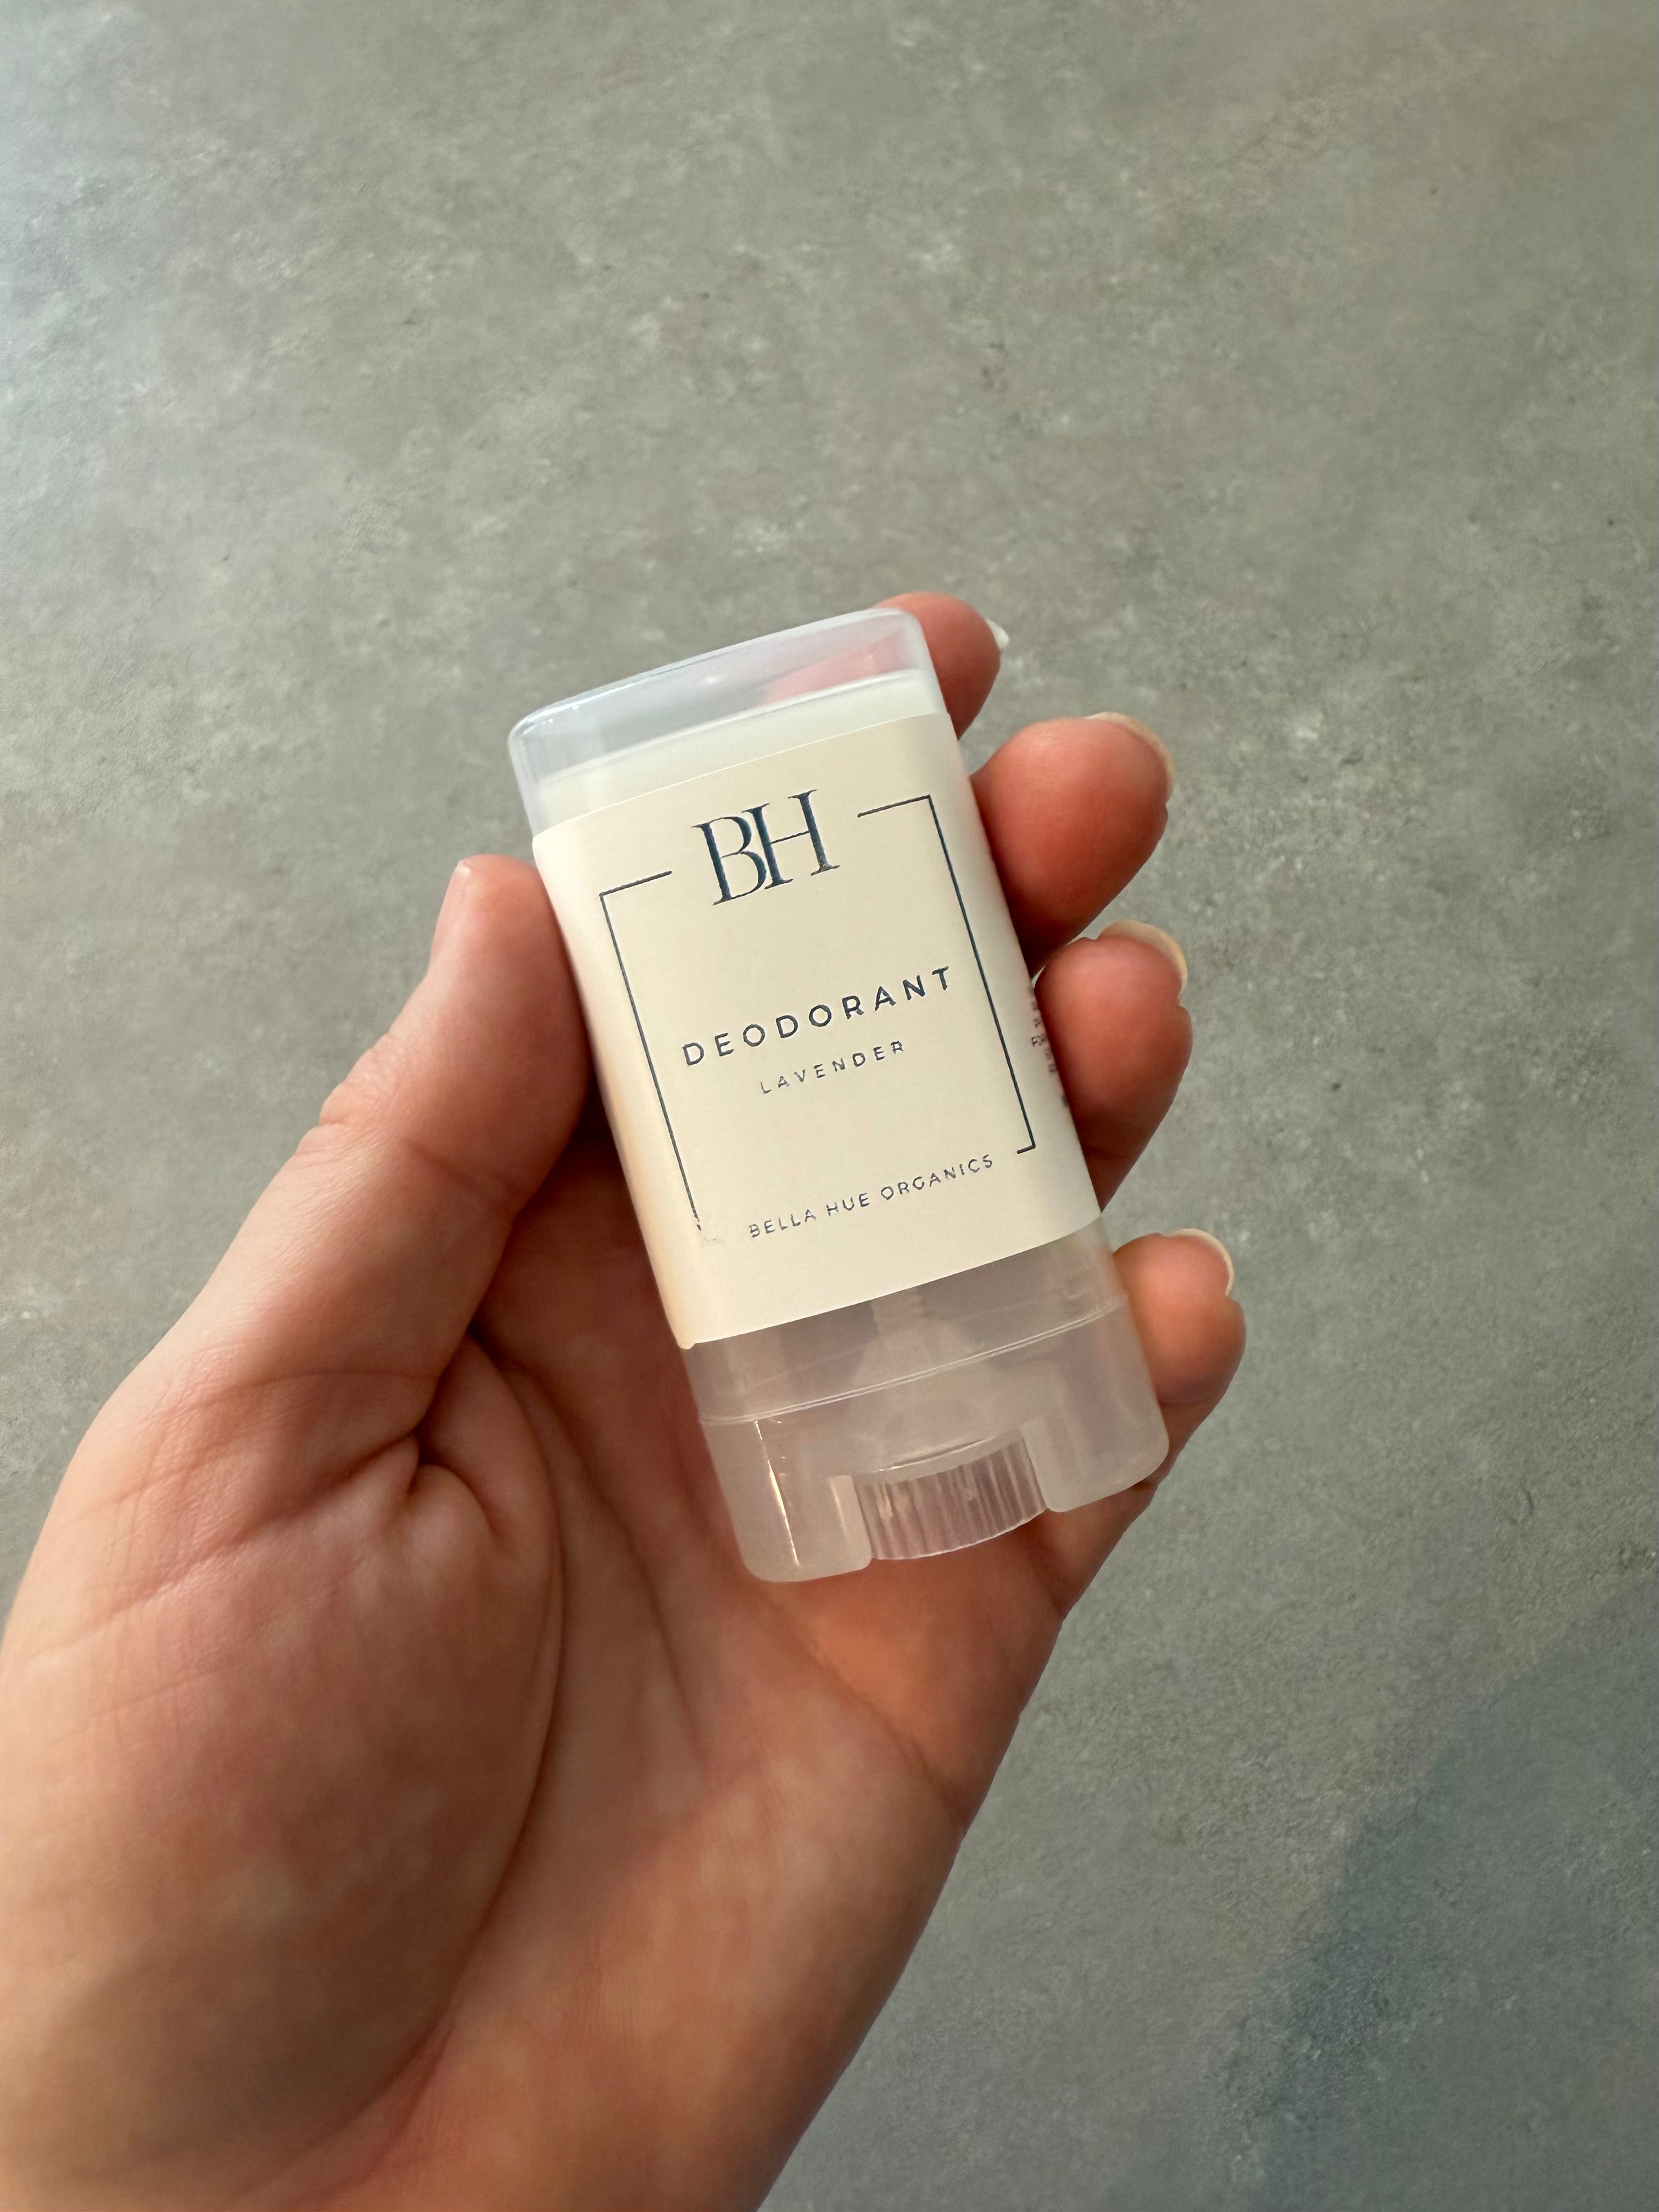 BH
DEODORANT
LAVENDER
BELLA HUE ORGANICS